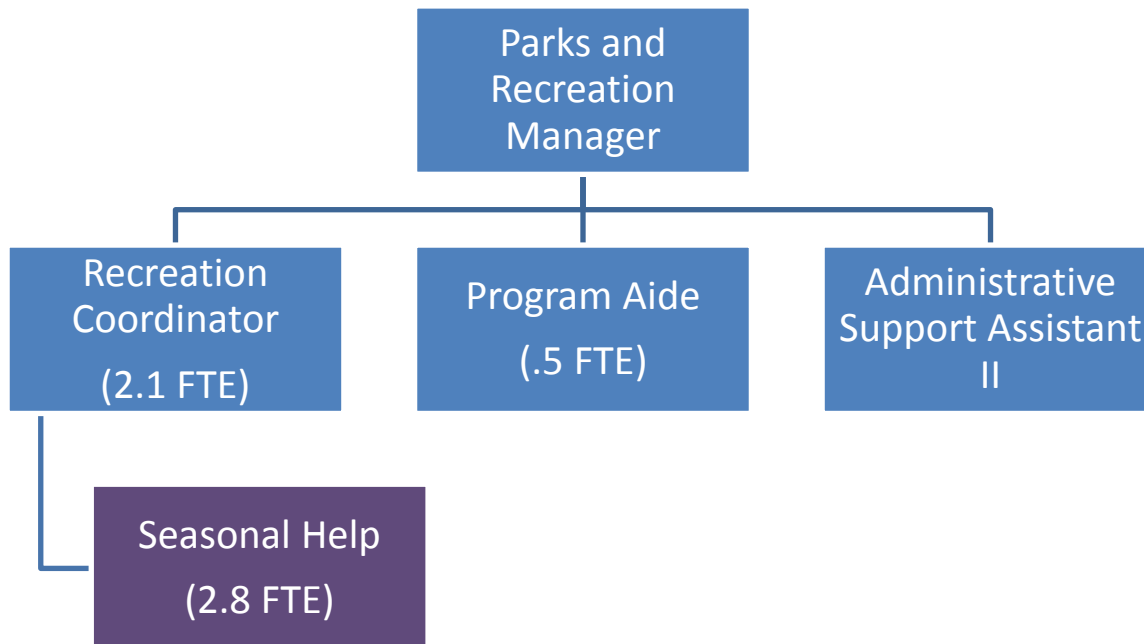 Parks and
Recreation
Manager
Recreation
Coordinator
(2.1 FTE)
Program Aide
(.5 FTE)
Administrative
Support Assistant
II
Seasonal Help
(2.8 FTE)